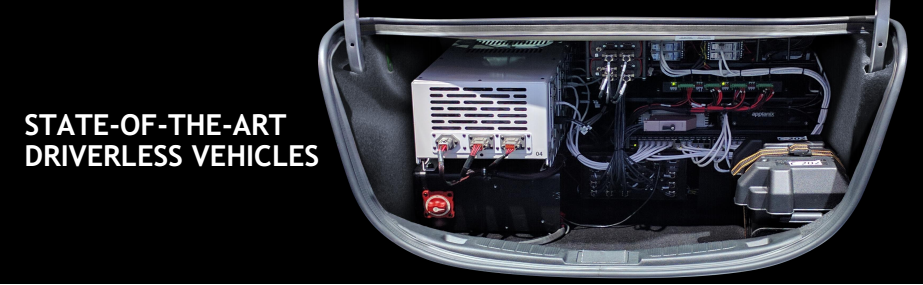 STATE-OF-THE-ART
DRIVERLESS VEHICLES
applanix
04